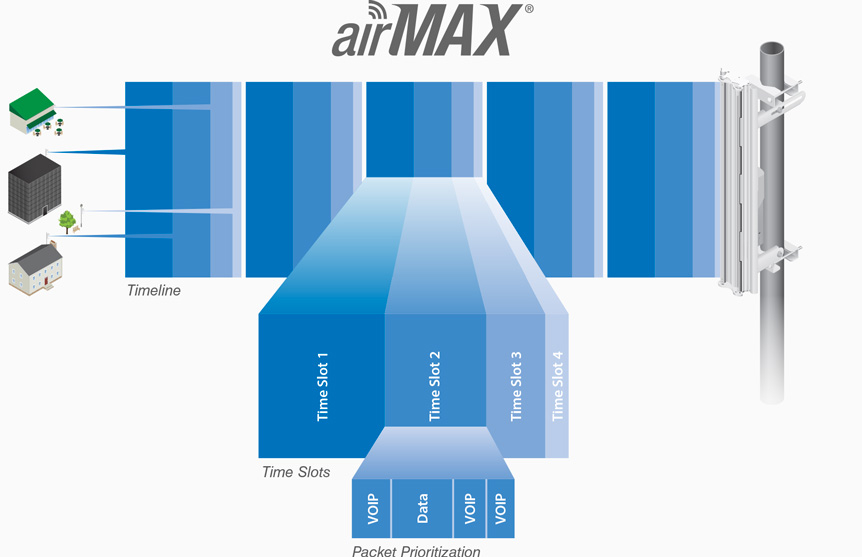 airMAX®
Timeline
Time Slot 1
Time Slot 2
Time Slot 3
Time Slot 4
Time Slots
VOIP
Data
VOIP
VOIP
Packet Prioritization